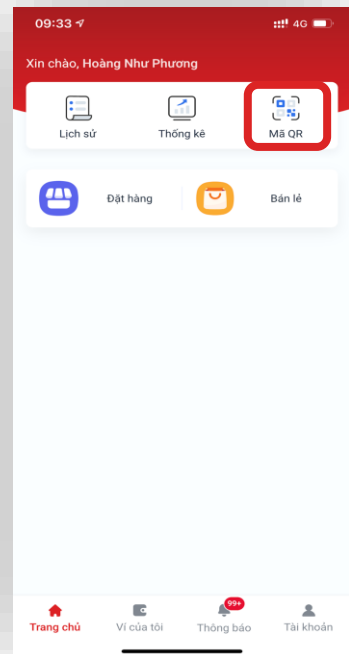 09:33 4G
Xin chào, Hoàng Như Phương
Lịch sử Thống kê Mã QR
Đặt hàng Bán lẻ
99+
Trang chủ Ví của tôi Thông báo Tài khoản